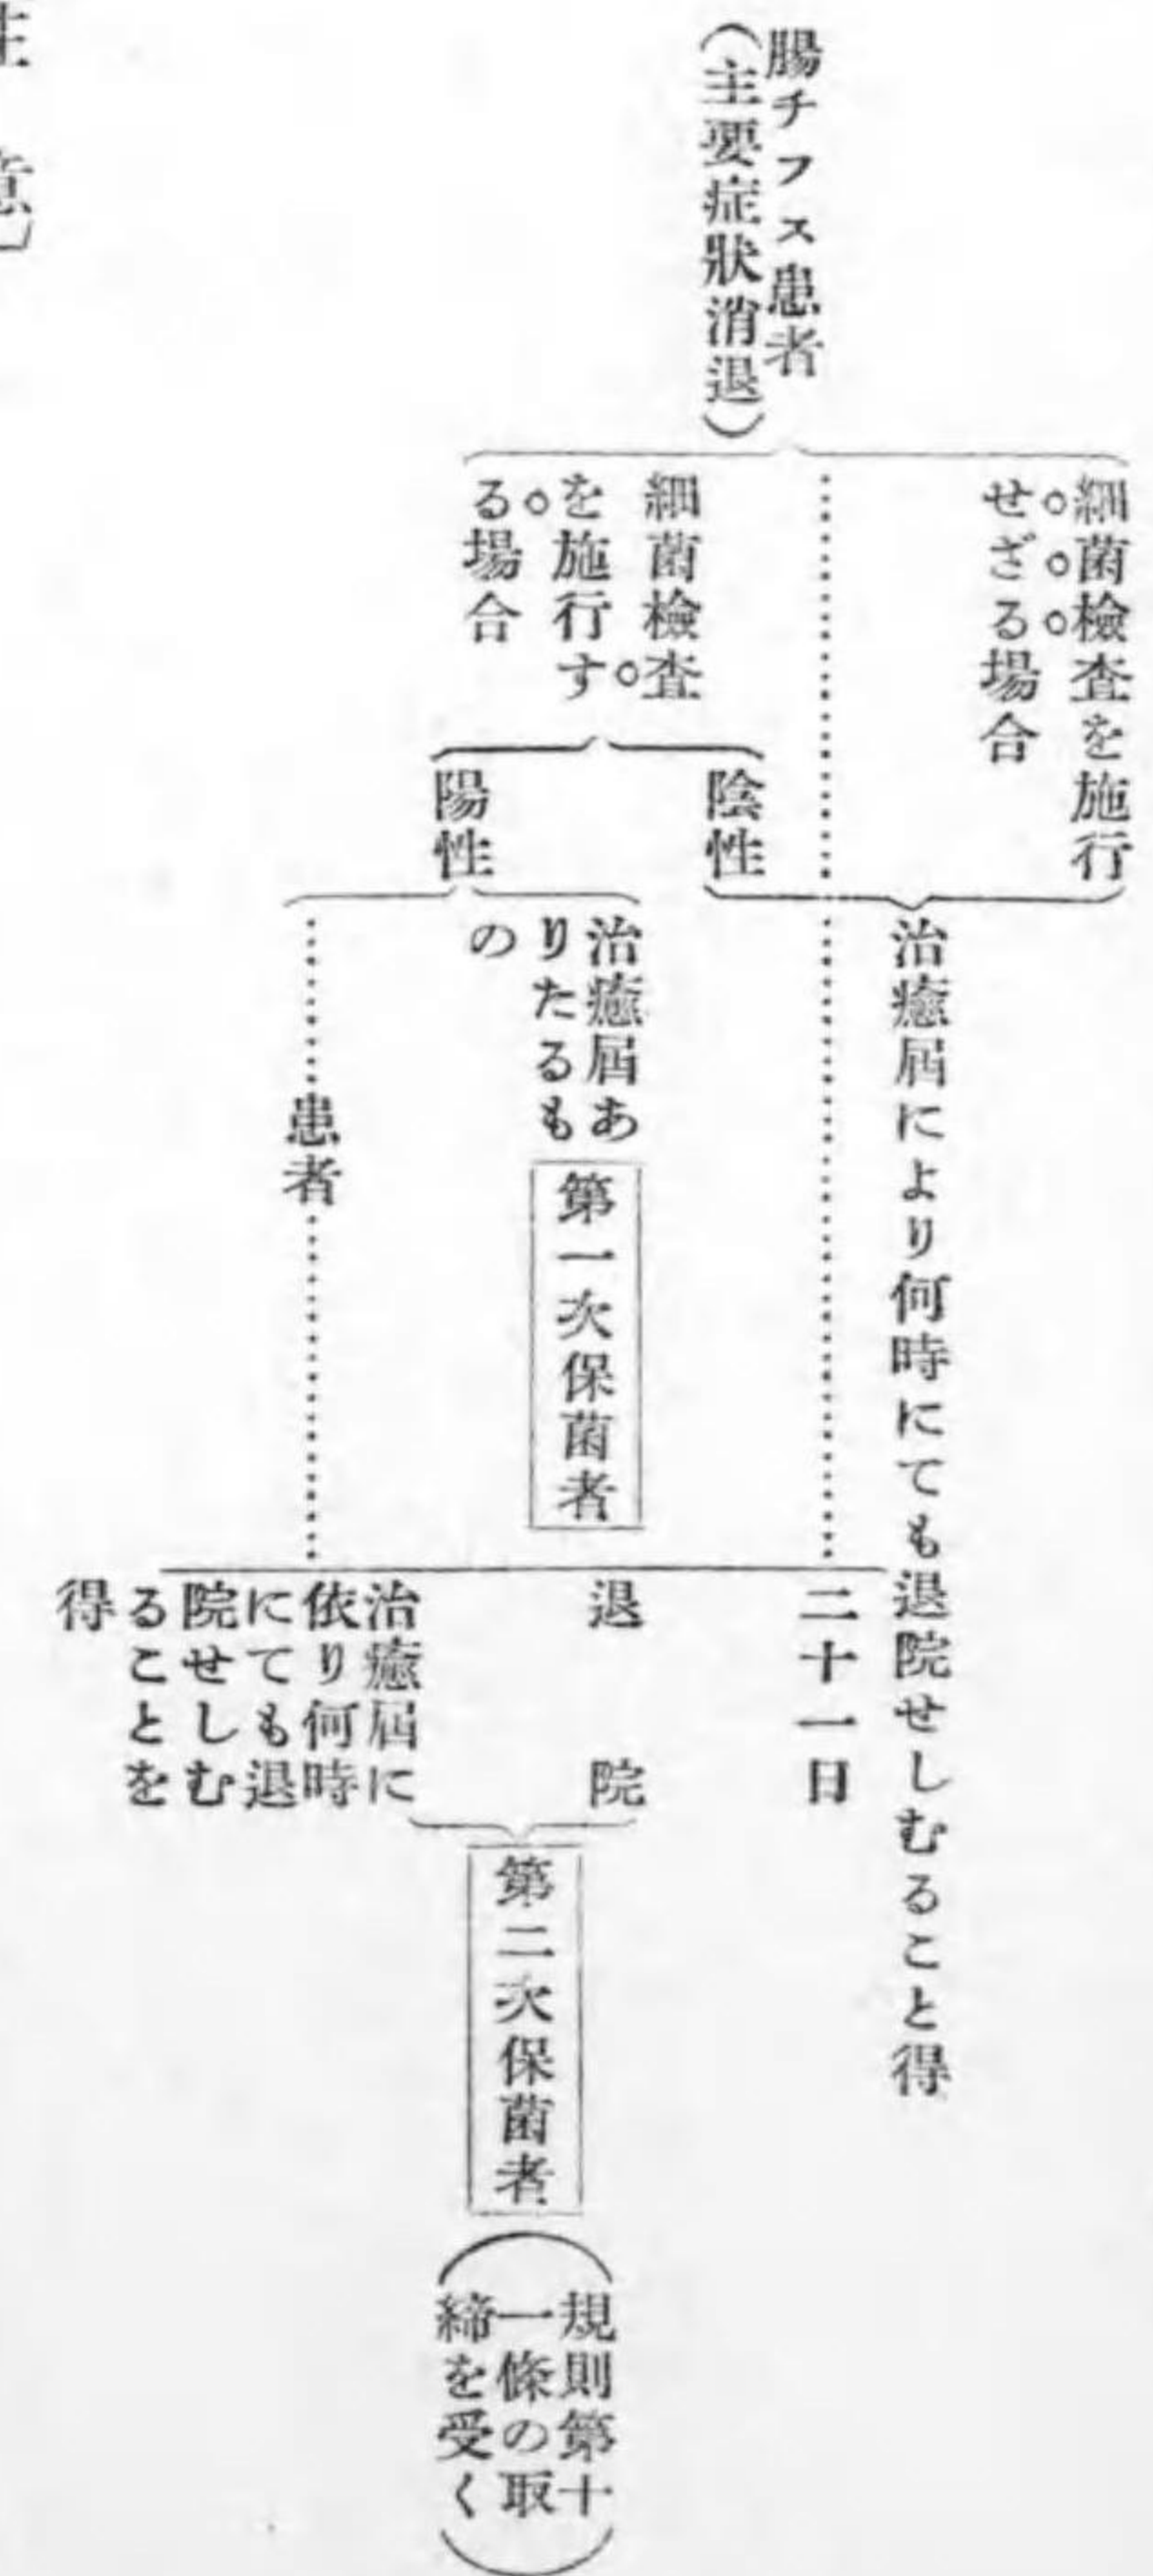 腸チフス患者
(主要症狀消退)
細菌檢査を施行
せざる場合
細菌檢査
を施行す
る場合
陰性
陽性
治癒屆により何時にても退院せしむること得
治癒屆あ
りたるも
の
第一次保菌者
患者
二十一日
退院
治癒屆に
依り何時
にても退
院せしむ
ることを
得
第二次保菌者
(規則第十
一條の取
締を受く)
意